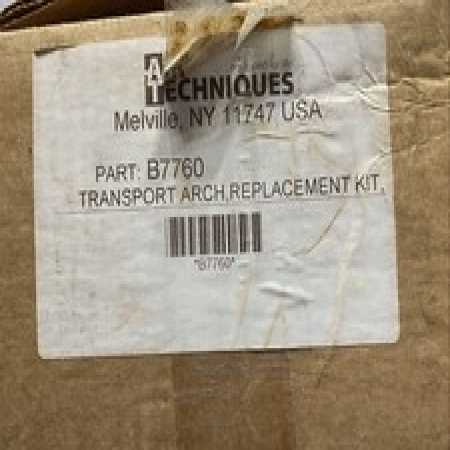 TECHNIQUES
Melville, NY 11747 USA
PART: B7760
TRANSPORT ARCH,REPLACEMENT KIT,
*B7760*